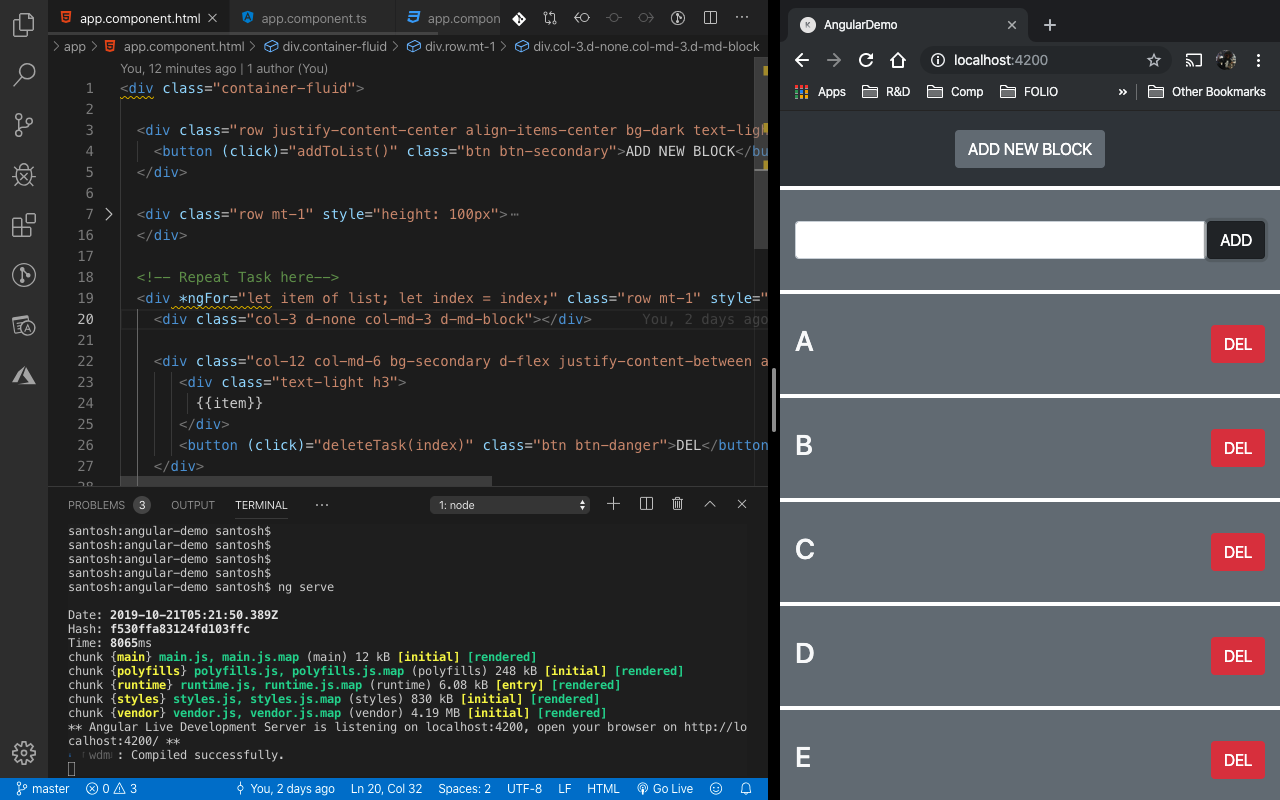 app.component.html
app.component.ts
app.component
app
app.component.html
div.container-fluid
div.row.mt-1
div.col-3.d-none.col-md-3.d-md-block
You, 12 minutes ago | 1 author (You)
1 <div class="container-fluid">
2
3 <div class="row justify-content-center align-items-center bg-dark text-lig
4 <button (click)="addToList()" class="btn btn-secondary">ADD NEW BLOCK</bu
5 </div>
6
7 <div class="row mt-1" style="height: 100px">⋯
16 </div>
17
18 <!-- Repeat Task here-->
19 <div *ngFor="let item of list; let index = index;" class="row mt-1" style="
20 <div class="col-3 d-none col-md-3 d-md-block"></div> You, 2 days ago
21
22 <div class="col-12 col-md-6 bg-secondary d-flex justify-content-between a
23 <div class="text-light h3">
24 {{item}}
25 </div>
26 <button (click)="deleteTask(index)" class="btn btn-danger">DEL</button
27 </div>
28
PROBLEMS 3 OUTPUT TERMINAL ⋯ 1: node
santosh:angular-demo santosh$
santosh:angular-demo santosh$
santosh:angular-demo santosh$
santosh:angular-demo santosh$
santosh:angular-demo santosh$ ng serve
Date: 2019-10-21T05:21:50.389Z
Hash: f530ffa83124fd103ffc
Time: 8065ms
chunk {main} main.js, main.js.map (main) 12 kB [initial] [rendered]
chunk {polyfills} polyfills.js, polyfills.js.map (polyfills) 248 kB [initial] [rendered]
chunk {runtime} runtime.js, runtime.js.map (runtime) 6.08 kB [entry] [rendered]
chunk {styles} styles.js, styles.js.map (styles) 830 kB [initial] [rendered]
chunk {vendor} vendor.js, vendor.js.map (vendor) 4.19 MB [initial] [rendered]
** Angular Live Development Server is listening on localhost:4200, open your browser on http://lo
calhost:4200/ **
｢wdm｣: Compiled successfully.
master 0 3 You, 2 days ago Ln 20, Col 32 Spaces: 2 UTF-8 LF HTML Go Live
K AngularDemo
localhost:4200
Apps R&D Comp FOLIO » Other Bookmarks
ADD NEW BLOCK
ADD
A DEL
B DEL
C DEL
D DEL
E DEL